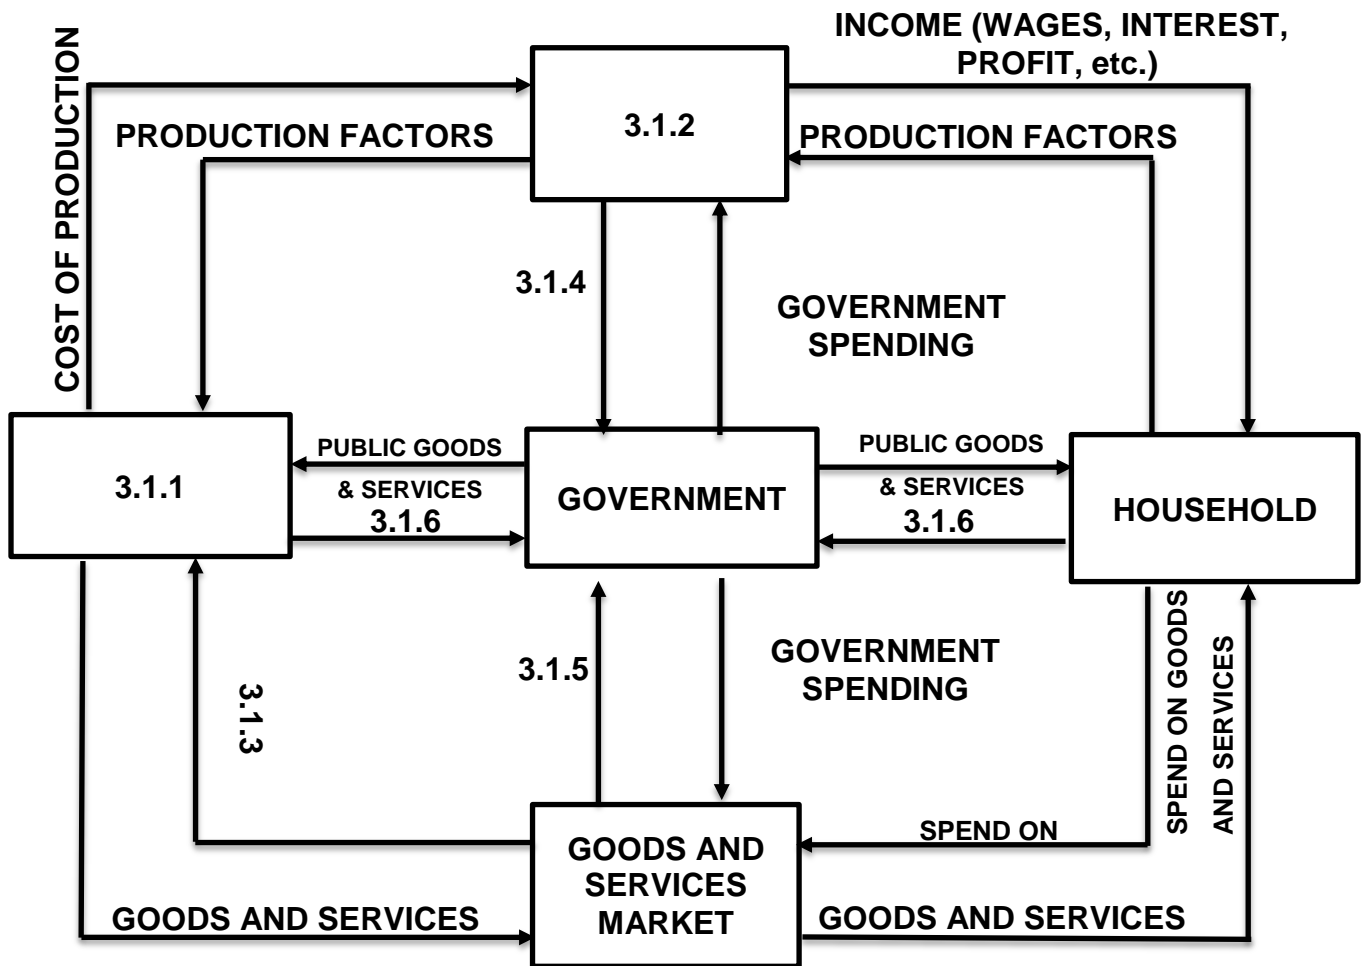 INCOME (WAGES, INTEREST,
PROFIT, etc.)
COST OF PRODUCTION
3.1.2
PRODUCTION FACTORS
PRODUCTION FACTORS
3.1.4
GOVERNMENT
SPENDING
3.1.1
PUBLIC GOODS
& SERVICES
3.1.6
GOVERNMENT
PUBLIC GOODS
& SERVICES
3.1.6
HOUSEHOLD
3.1.3
3.1.5
GOVERNMENT
SPENDING
SPEND ON GOODS
AND SERVICES
SPEND ON
GOODS AND
SERVICES
MARKET
GOODS AND SERVICES
GOODS AND SERVICES